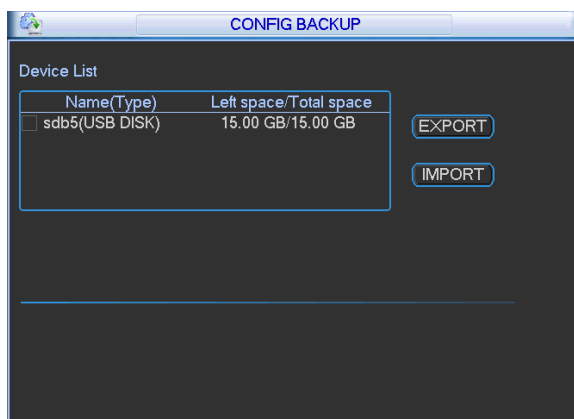 CONFIG BACKUP
Device List
Name(Type) Left space/Total space
sdb5(USB DISK) 15.00 GB/15.00 GB
EXPORT
IMPORT